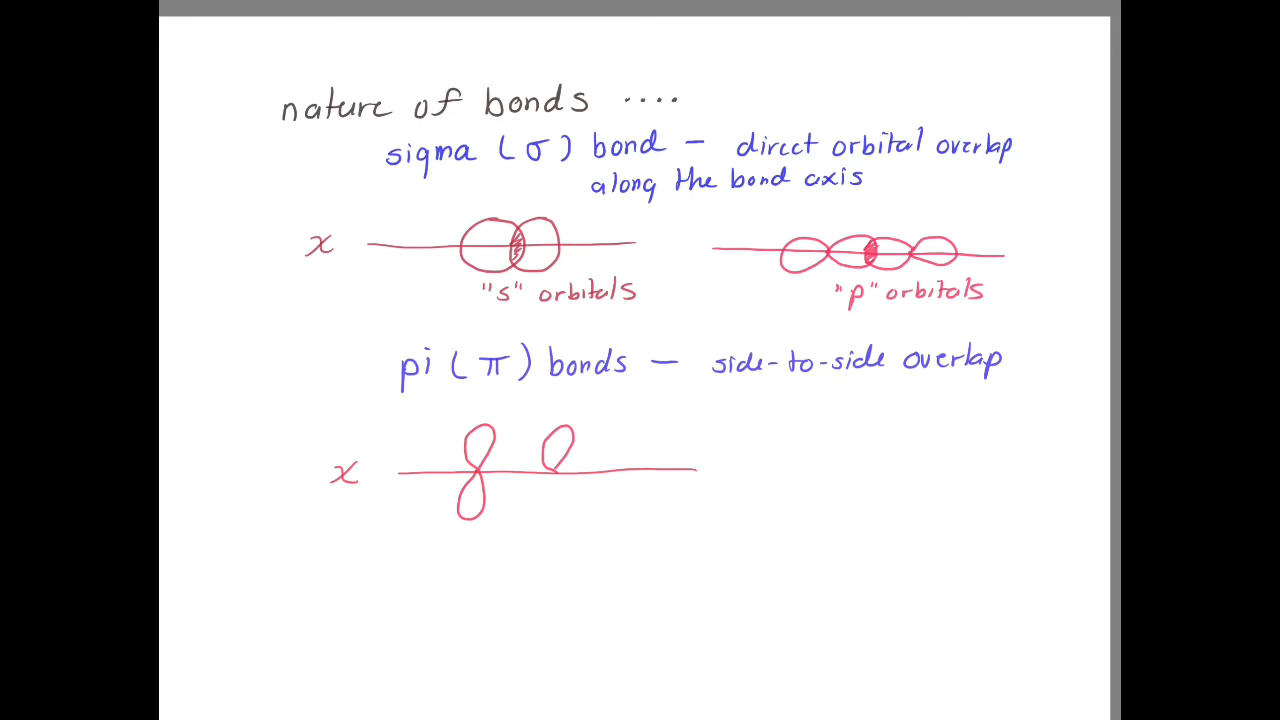 nature of bonds ....
sigma (σ) bond - direct orbital overlap
along the bond axis
x
"s" orbitals
"p" orbitals
pi (π) bonds - side-to-side overlap
x